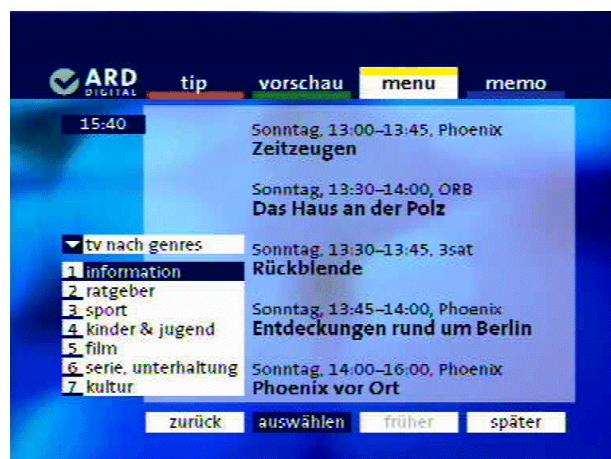 ARD
DIGITAL
tip
vorschau
menu
memo
15:40
Sonntag, 13:00–13:45, Phoenix
Zeitzeugen
Sonntag, 13:30–14:00, ORB
Das Haus an der Polz
Sonntag, 13:30–13:45, 3sat
Rückblende
Sonntag, 13:45–14:00, Phoenix
Entdeckungen rund um Berlin
Sonntag, 14:00–16:00, Phoenix
Phoenix vor Ort
tv nach genres
1 information
2 ratgeber
3 sport
4 kinder & jugend
5 film
6 serie, unterhaltung
7 kultur
zurück
auswählen
früher
später